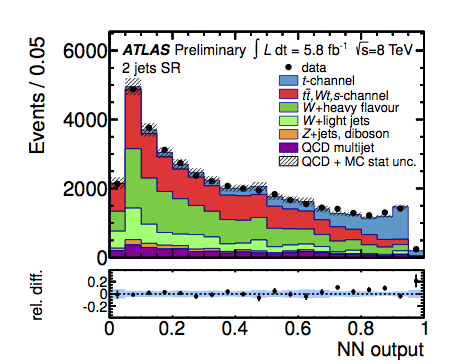 ATLAS Preliminary ∫ L dt = 5.8 fb⁻¹ √s=8 TeV
2 jets SR
data
t-channel
tt̄,Wt,s-channel
W+heavy flavour
W+light jets
Z+jets, diboson
QCD multijet
QCD + MC stat unc.
Events / 0.05
6000
4000
2000
0
rel. diff.
0.2
0
-0.2
0 0.2 0.4 0.6 0.8 1
NN output